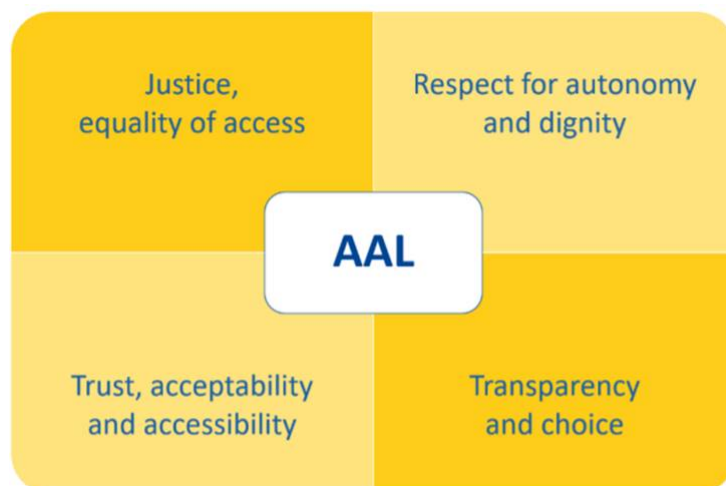 Justice,
equality of access
Respect for autonomy
and dignity
AAL
Trust, acceptability
and accessibility
Transparency
and choice